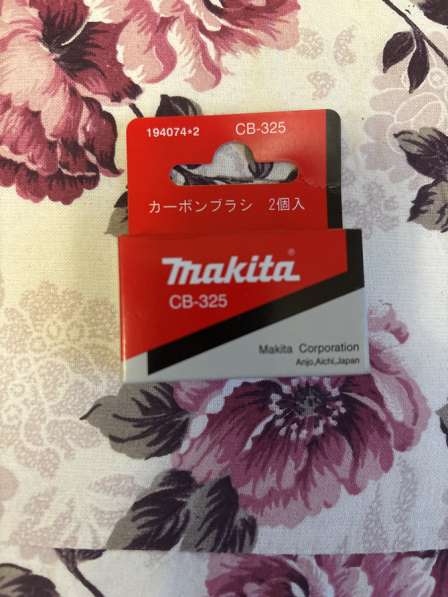 194074*2 CB-325
カーボンブラシ 2個入
makita®
CB-325
Makita Corporation
Anjo,Aichi,Japan